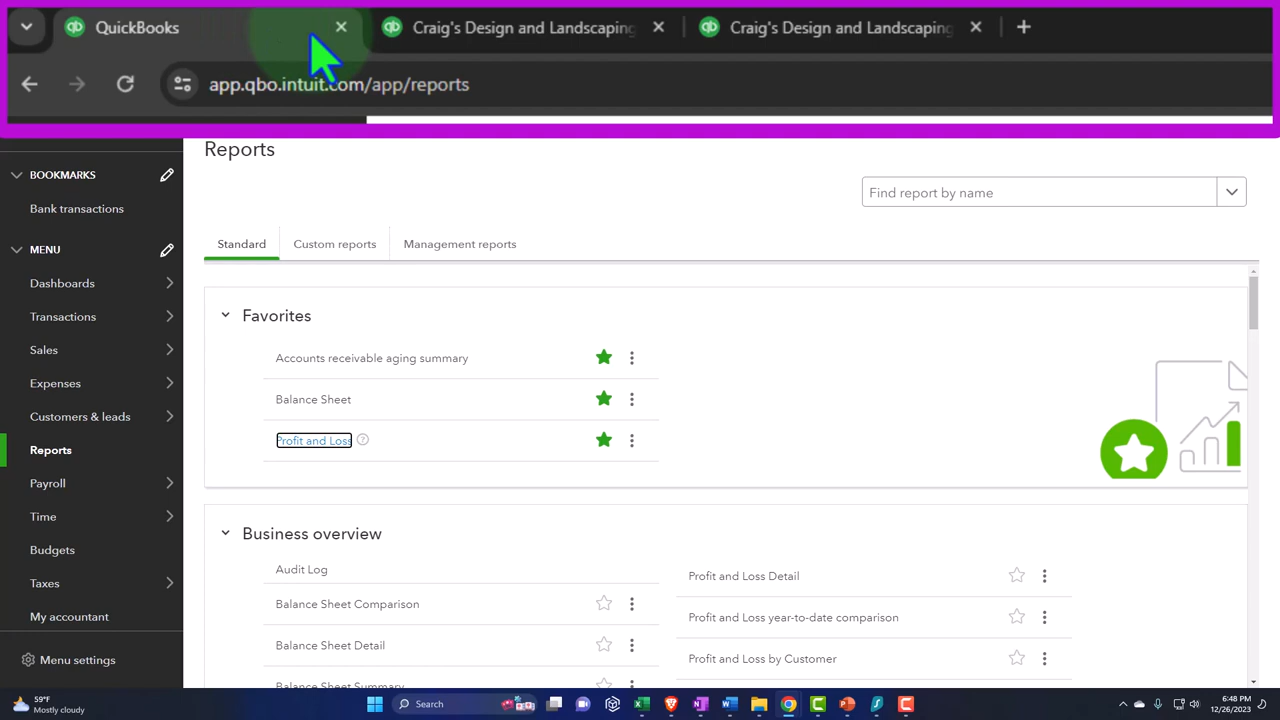 QuickBooks
Craig's Design and Landscaping
Craig's Design and Landscaping
app.qbo.intuit.com/app/reports
Reports
Find report by name
BOOKMARKS
Bank transactions
MENU
Dashboards
Transactions
Sales
Expenses
Customers & leads
Reports
Payroll
Time
Budgets
Taxes
My accountant
Menu settings
Standard
Custom reports
Management reports
Favorites
Accounts receivable aging summary
Balance Sheet
Profit and Loss
Business overview
Audit Log
Balance Sheet Comparison
Balance Sheet Detail
Balance Sheet Summary
Profit and Loss Detail
Profit and Loss year-to-date comparison
Profit and Loss by Customer
59°F
Mostly cloudy
Search
6:48 PM
12/26/2023